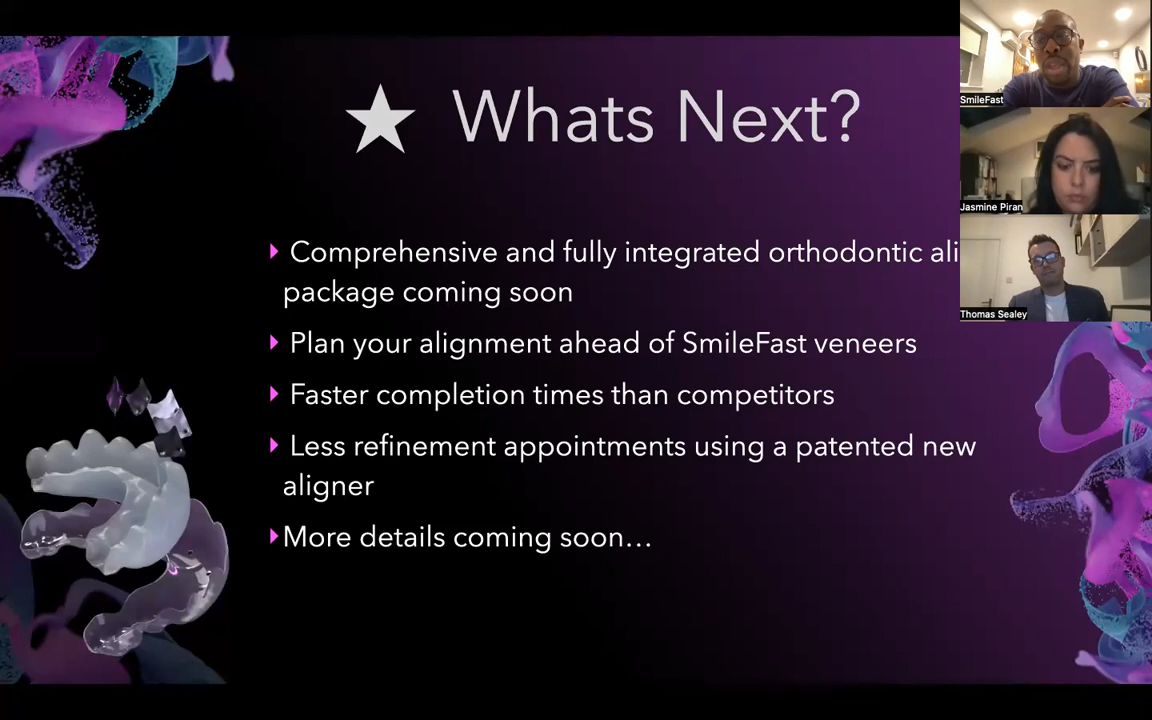 Whats Next?
Comprehensive and fully integrated orthodontic
package coming soon
Plan your alignment ahead of SmileFast veneers
Faster completion times than competitors
Less refinement appointments using a patented new
aligner
More details coming soon…
SmileFast
Jasmine Piran
Thomas Sealey